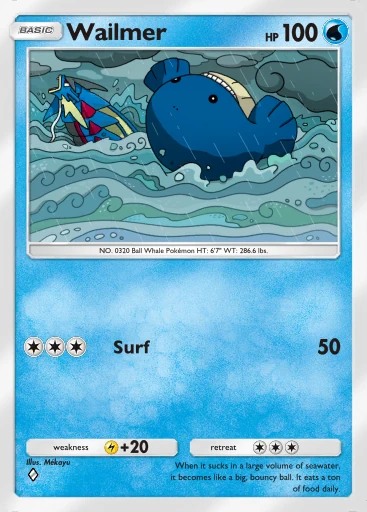 BASIC Wailmer HP 100
NO. 0320 Ball Whale Pokémon HT: 6'7" WT: 286.6 lbs.
Surf 50
weakness +20 retreat
Illus. Mékayu
When it sucks in a large volume of seawater,
it becomes like a big, bouncy ball. It eats a ton
of food daily.